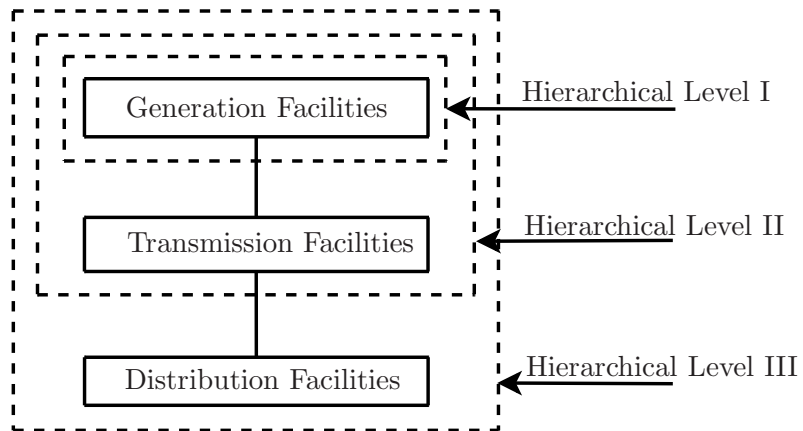 Generation Facilities
Hierarchical Level I
Transmission Facilities
Hierarchical Level II
Distribution Facilities
Hierarchical Level III